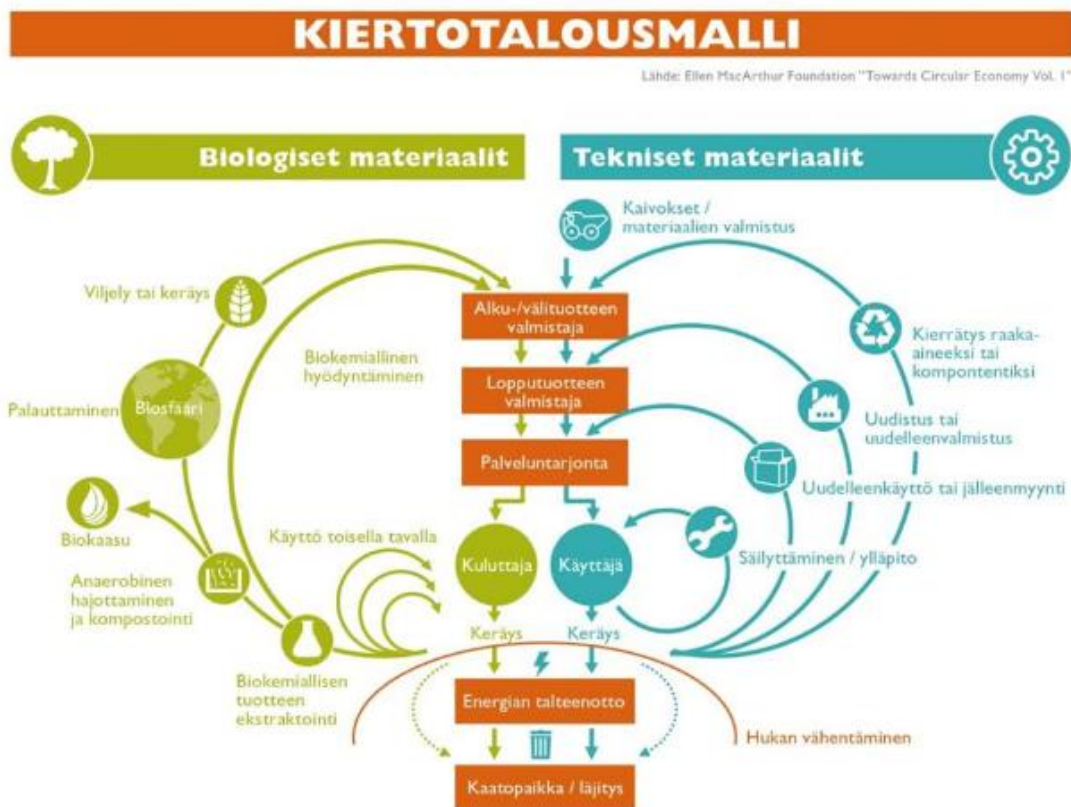 KIERTOTALOUSMALLI
Lähde: Ellen MacArthur Foundation "Towards Circular Economy Vol. 1"
Biologiset materiaalit
Tekniset materiaalit
Kaivokset /
materiaalien valmistus
Viljely tai keräys
Alku-/välituotteen
valmistaja
Kierrätys raaka-
aineeksi tai
kompontentiksi
Biokemiallinen
hyödyntäminen
Lopputuotteen
valmistaja
Palauttaminen
Biosfääri
Uudistus tai
uudelleenvalmistus
Palveluntarjonta
Uudelleenkäyttö tai jälleenmyynti
Biokaasu
Käyttö toisella tavalla
Kuluttaja
Käyttäjä
Säilyttäminen / ylläpito
Anaerobinen
hajottaminen
ja kompostointi
Keräys
Keräys
Biokemiallisen
tuotteen
ekstraktointi
Energian talteenotto
Hukan vähentäminen
Kaatopaikka / läjitys